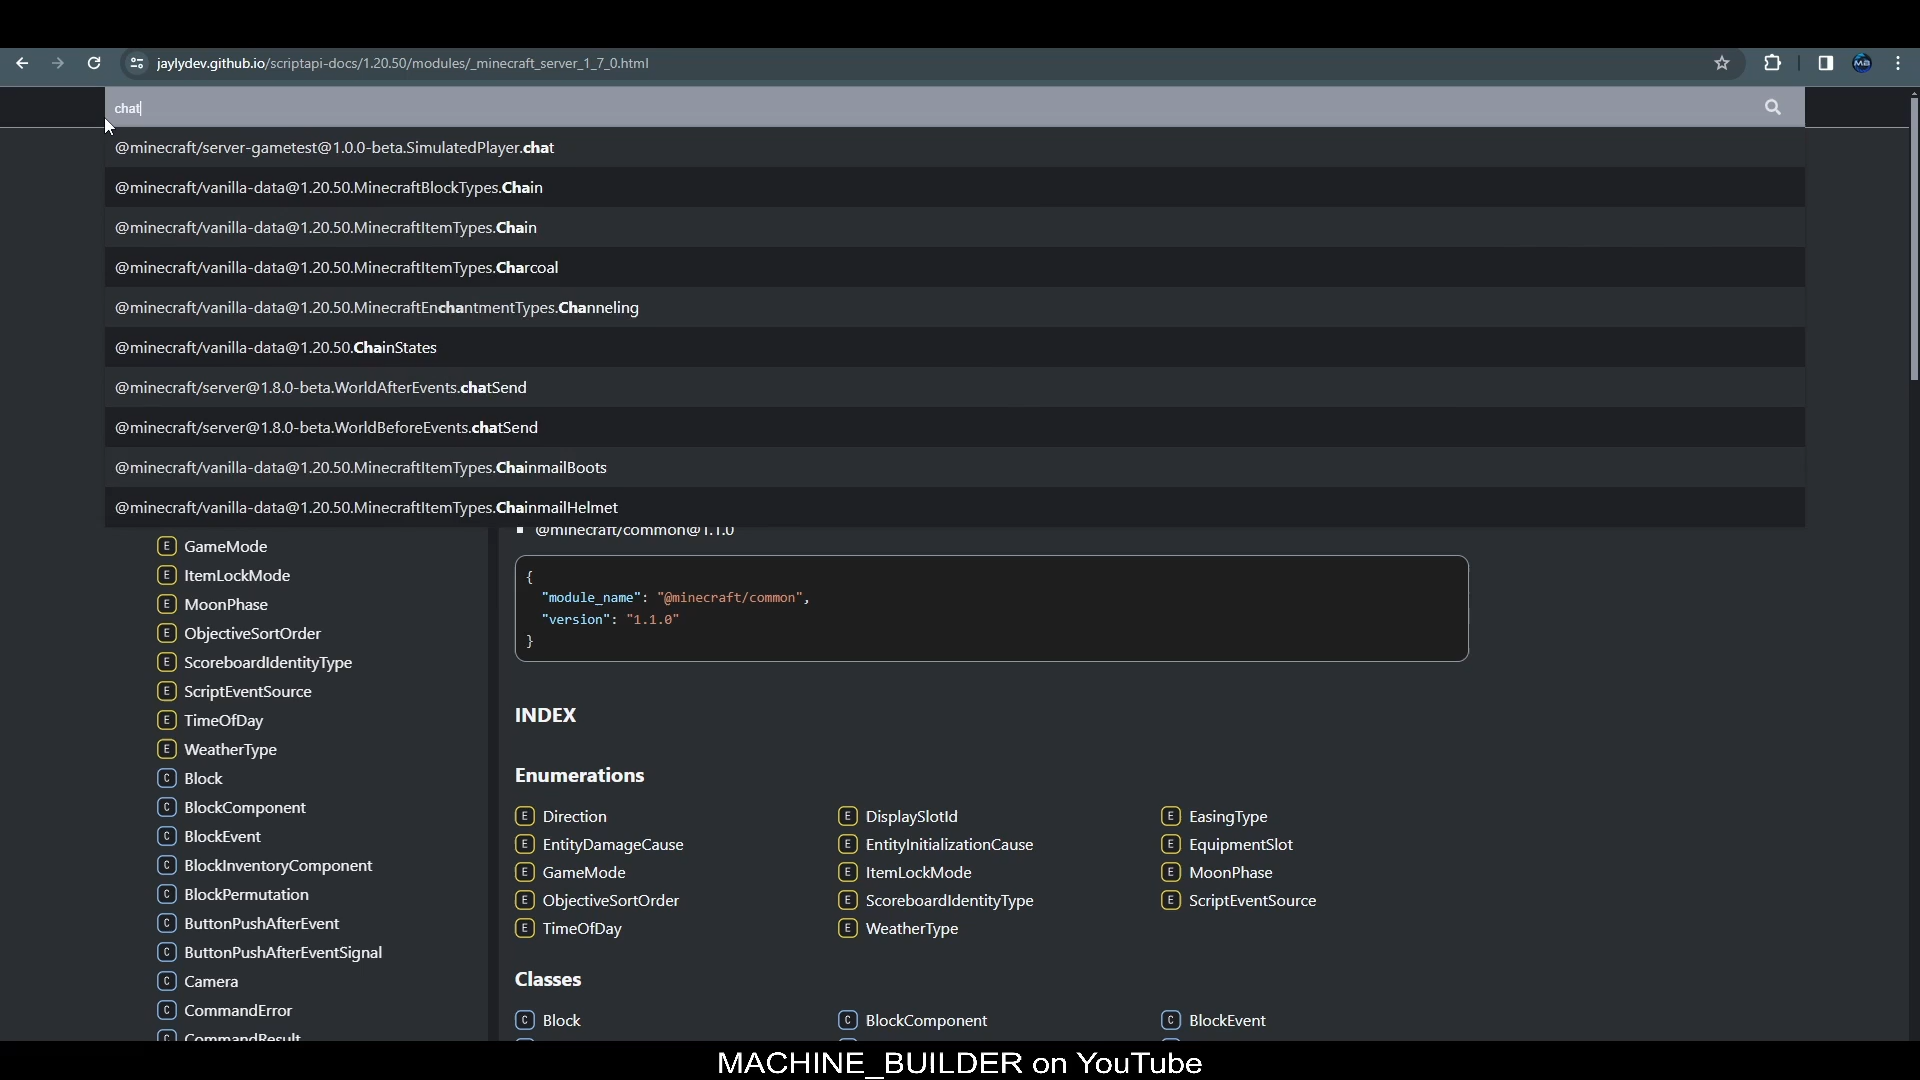 jaylydev.github.io/scriptapi-docs/1.20.50/modules/_minecraft_server_1_7_0.html
chat
@minecraft/server-gametest@1.0.0-beta.SimulatedPlayer.chat
@minecraft/vanilla-data@1.20.50.MinecraftBlockTypes.Chain
@minecraft/vanilla-data@1.20.50.MinecraftItemTypes.Chain
@minecraft/vanilla-data@1.20.50.MinecraftItemTypes.Charcoal
@minecraft/vanilla-data@1.20.50.MinecraftEnchantmentTypes.Channeling
@minecraft/vanilla-data@1.20.50.ChainStates
@minecraft/server@1.8.0-beta.WorldAfterEvents.chatSend
@minecraft/server@1.8.0-beta.WorldBeforeEvents.chatSend
@minecraft/vanilla-data@1.20.50.MinecraftItemTypes.ChainmailBoots
@minecraft/vanilla-data@1.20.50.MinecraftItemTypes.ChainmailHelmet
E GameMode
E ItemLockMode
E MoonPhase
E ObjectiveSortOrder
E ScoreboardIdentityType
E ScriptEventSource
E TimeOfDay
E WeatherType
C Block
C BlockComponent
C BlockEvent
C BlockInventoryComponent
C BlockPermutation
C ButtonPushAfterEvent
C ButtonPushAfterEventSignal
C Camera
C CommandError
C CommandResult
@minecraft/common@1.1.0
{
"module_name": "@minecraft/common",
"version": "1.1.0"
}
INDEX
Enumerations
E Direction E DisplaySlotId E EasingType
E EntityDamageCause E EntityInitializationCause E EquipmentSlot
E GameMode E ItemLockMode E MoonPhase
E ObjectiveSortOrder E ScoreboardIdentityType E ScriptEventSource
E TimeOfDay E WeatherType
Classes
C Block C BlockComponent C BlockEvent
MACHINE_BUILDER on YouTube